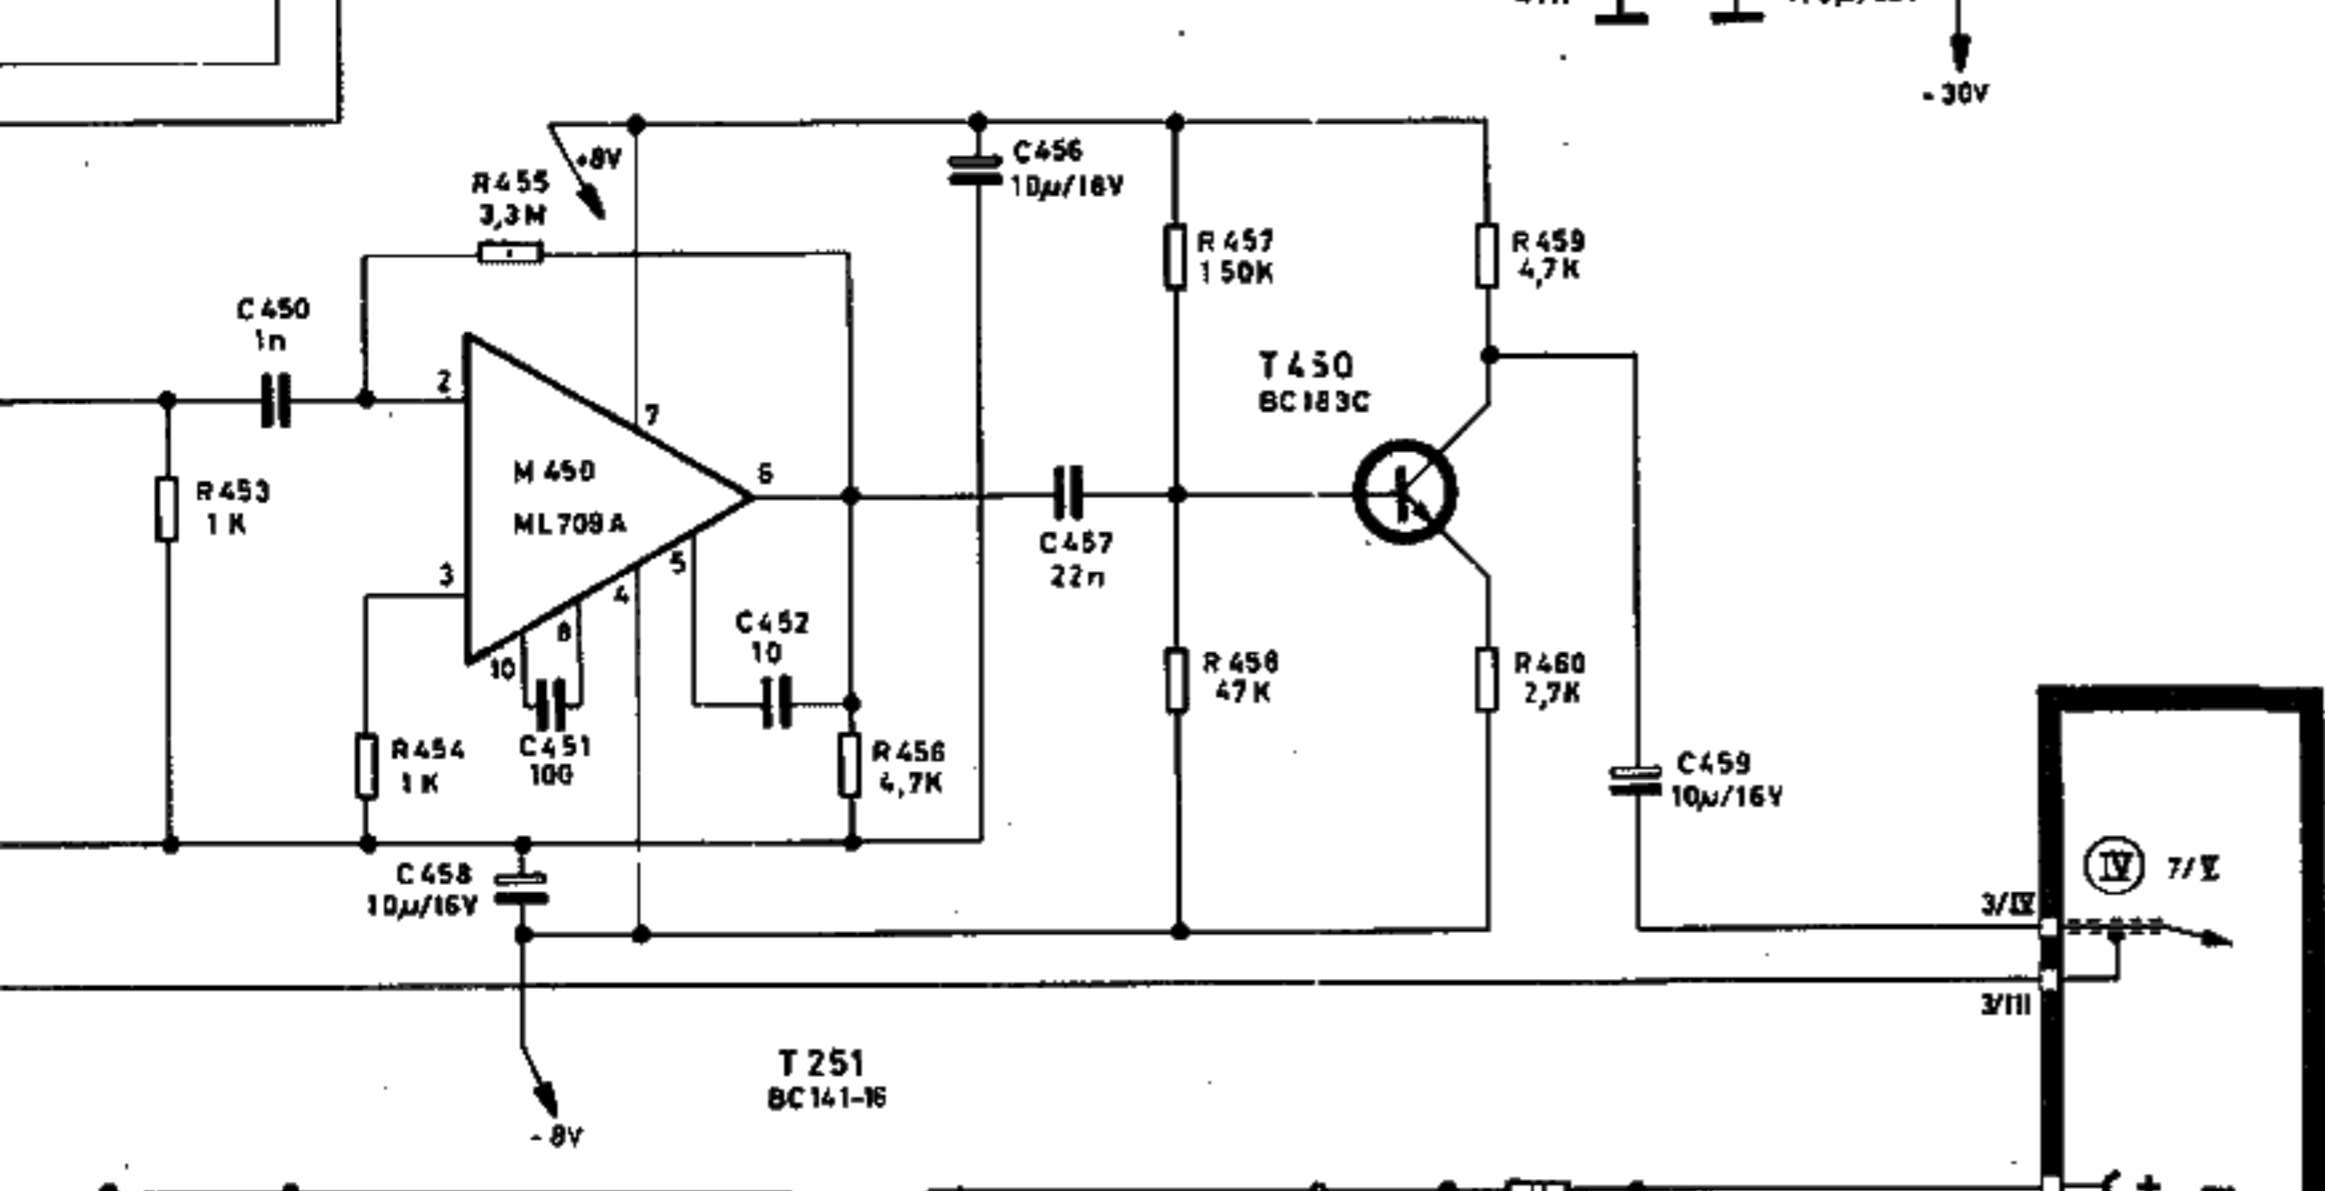 - 30V
+8V
C456
10µ/16V
R455
3,3M
R457
150K
R459
4,7K
C450
1n
T450
BC183C
2
7
M 450
ML709A
6
R453
1K
3
5
4
8
10
C457
22n
C452
10
R458
47K
R460
2,7K
R454
1K
C451
100
R456
4,7K
C459
10µ/16V
C458
10µ/16V
IV
7/V
3/IV
3/III
T251
BC141-16
- 8V